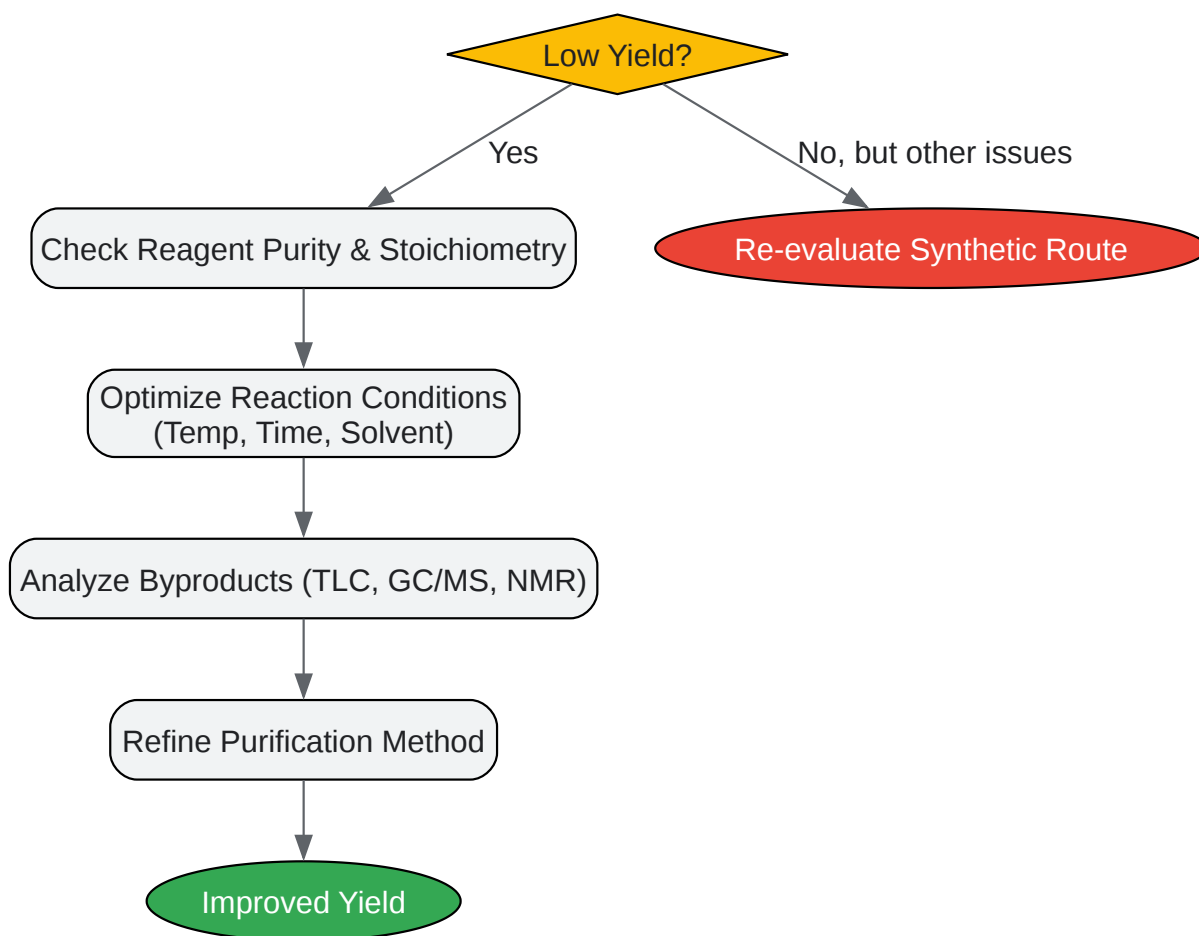 Low Yield?
Yes
No, but other issues
Check Reagent Purity & Stoichiometry
Re-evaluate Synthetic Route
Optimize Reaction Conditions
(Temp, Time, Solvent)
Analyze Byproducts (TLC, GC/MS, NMR)
Refine Purification Method
Improved Yield